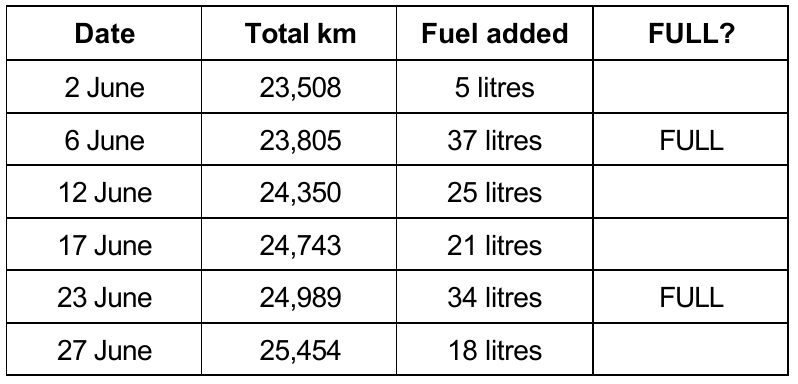 Date Total km Fuel added FULL?
2 June 23,508 5 litres
6 June 23,805 37 litres FULL
12 June 24,350 25 litres
17 June 24,743 21 litres
23 June 24,989 34 litres FULL
27 June 25,454 18 litres